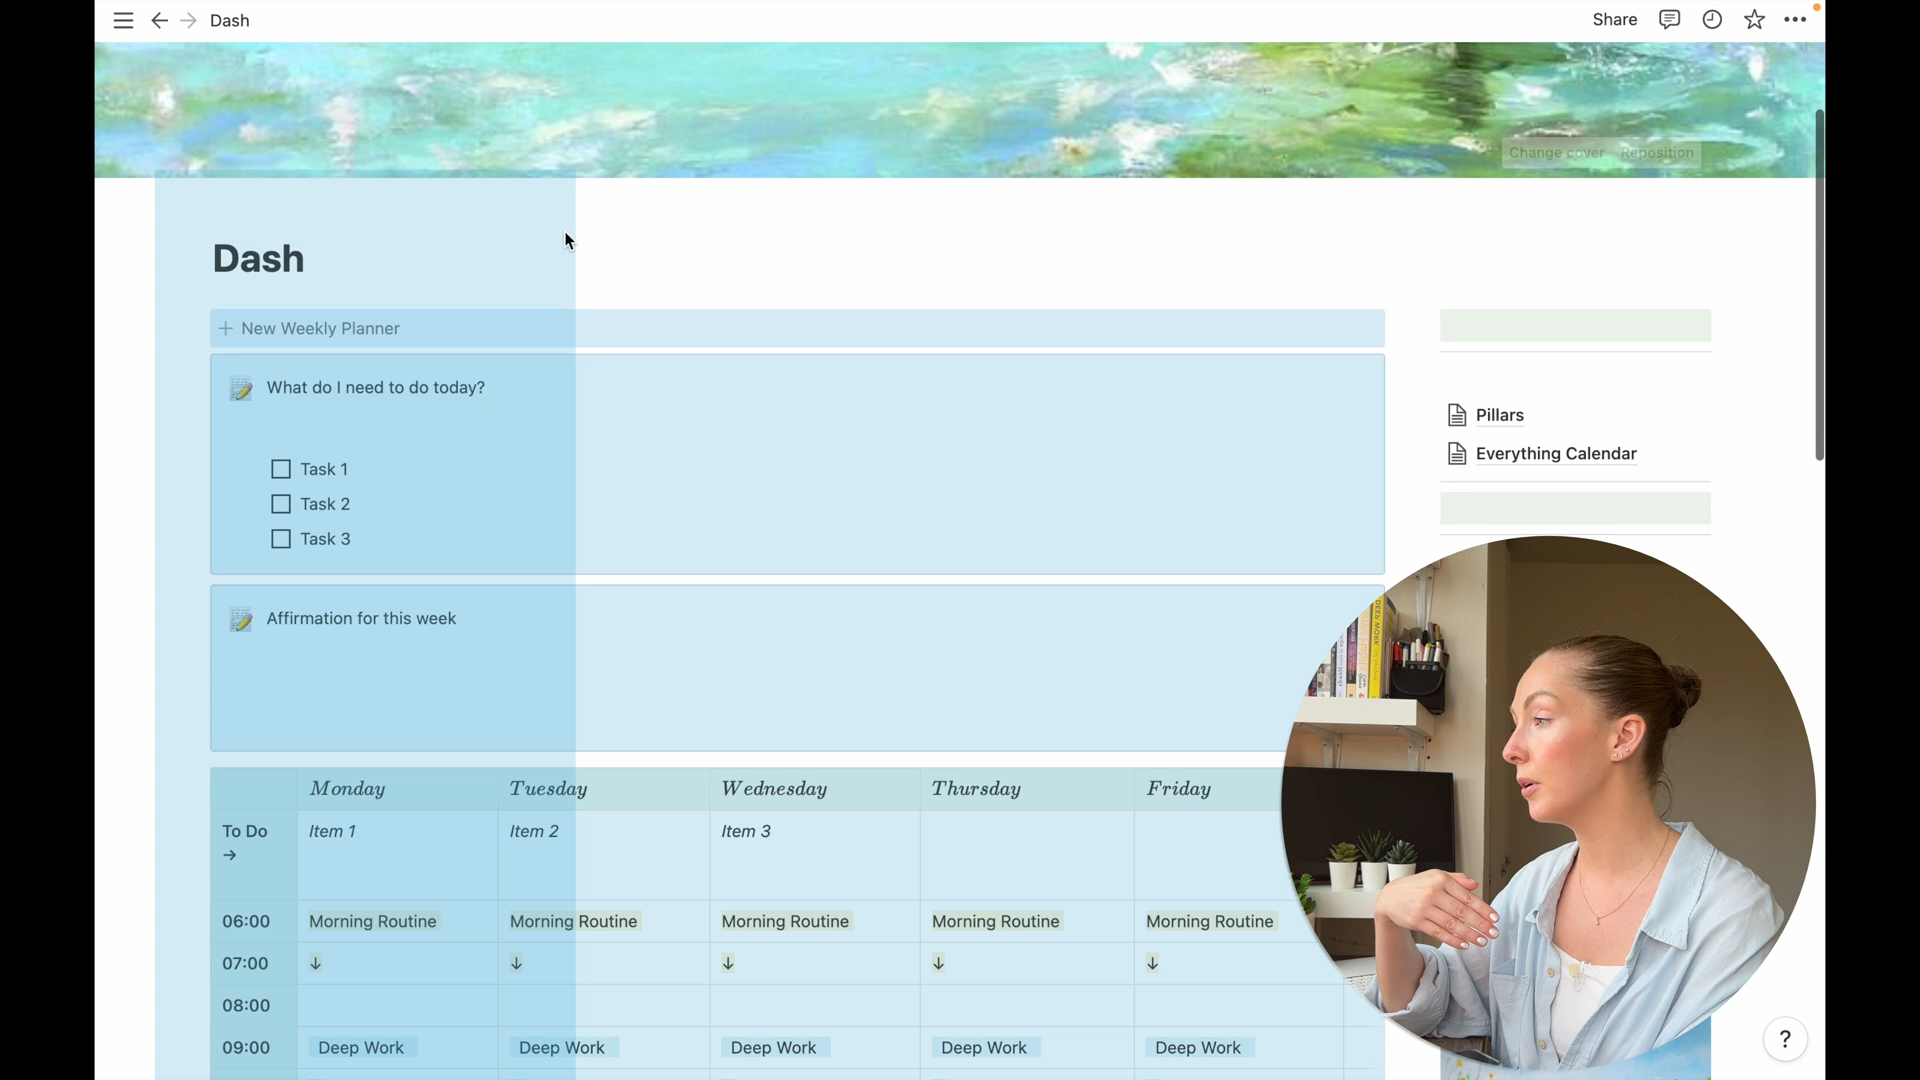 Dash
Share
Change cover Reposition
Dash
+ New Weekly Planner
What do I need to do today?
Task 1
Task 2
Task 3
Affirmation for this week
Pillars
Everything Calendar
DEEP WORK
Monday Tuesday Wednesday Thursday Friday
To Do Item 1 Item 2 Item 3
→
06:00 Morning Routine Morning Routine Morning Routine Morning Routine Morning Routine
07:00 ↓ ↓ ↓ ↓ ↓
08:00
09:00 Deep Work Deep Work Deep Work Deep Work Deep Work
?